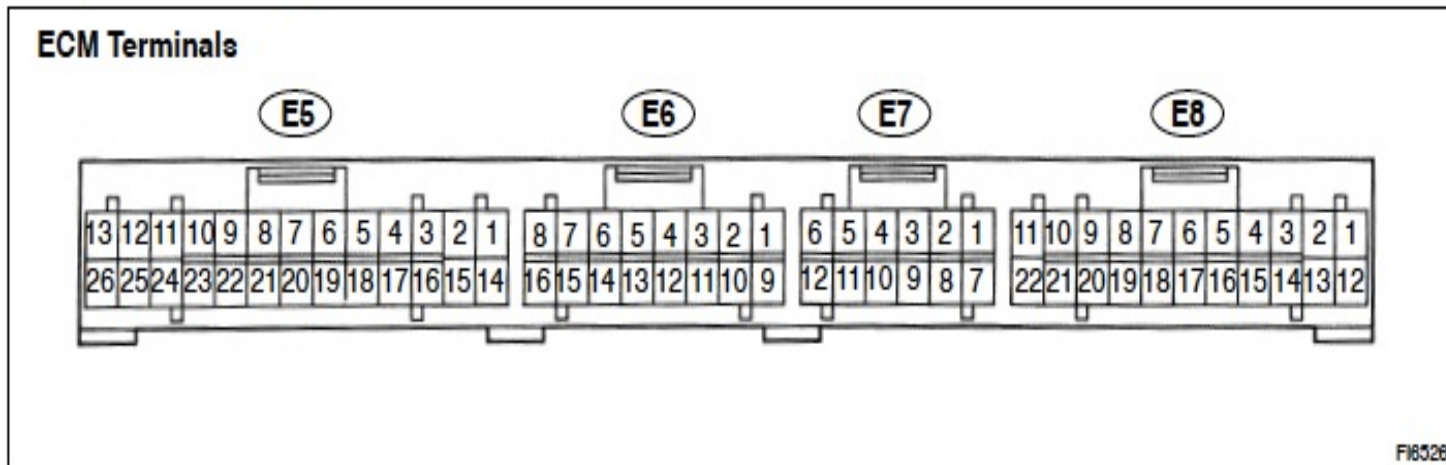 ECM Terminals
E5 E6 E7 E8
13 12 11 10 9 8 7 6 5 4 3 2 1 8 7 6 5 4 3 2 1 6 5 4 3 2 1 11 10 9 8 7 6 5 4 3 2 1
26 25 24 23 22 21 20 19 18 17 16 15 14 16 15 14 13 12 11 10 9 12 11 10 9 8 7 22 21 20 19 18 17 16 15 14 13 12
FI6526